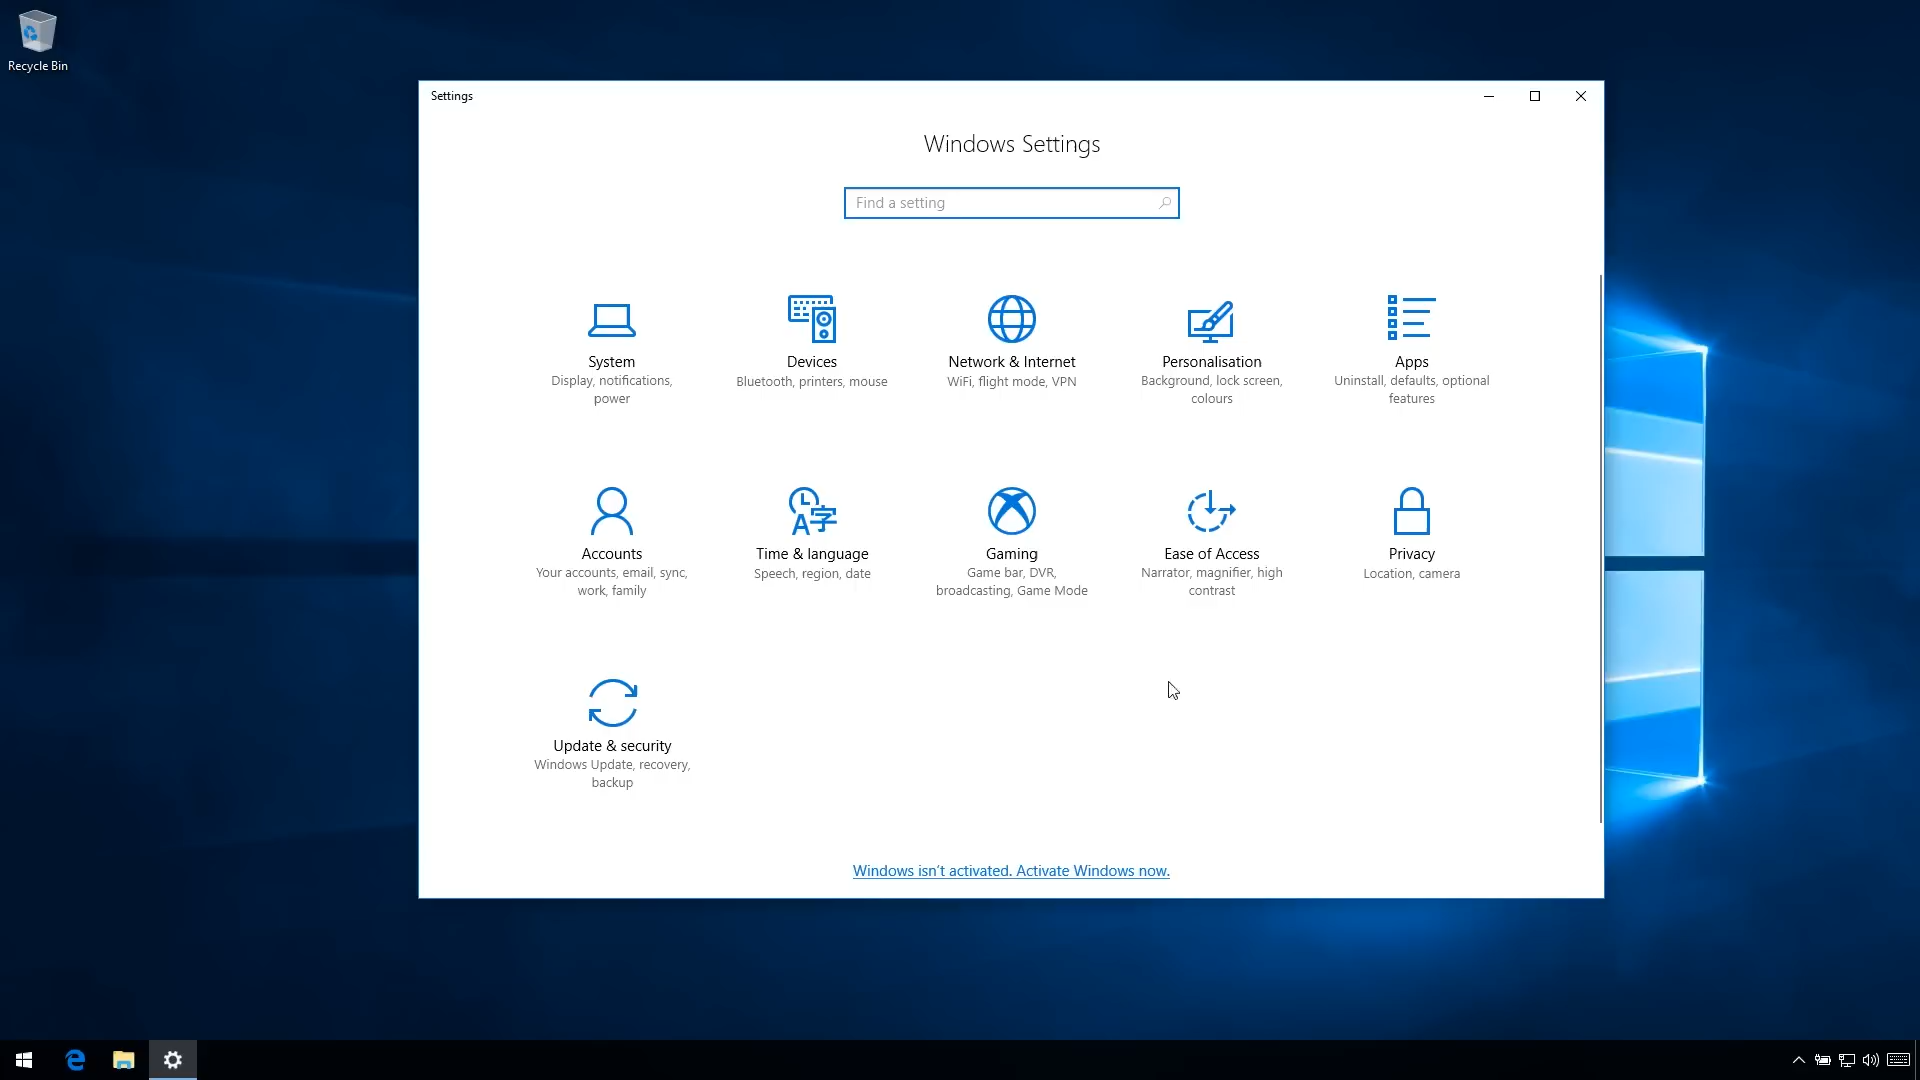 Recycle Bin
Settings
Windows Settings
Find a setting
System
Display, notifications,
power
Devices
Bluetooth, printers, mouse
Network & Internet
WiFi, flight mode, VPN
Personalisation
Background, lock screen,
colours
Apps
Uninstall, defaults, optional
features
Accounts
Your accounts, email, sync,
work, family
Time & language
Speech, region, date
Gaming
Game bar, DVR,
broadcasting, Game Mode
Ease of Access
Narrator, magnifier, high
contrast
Privacy
Location, camera
Update & security
Windows Update, recovery,
backup
Windows isn't activated. Activate Windows now.